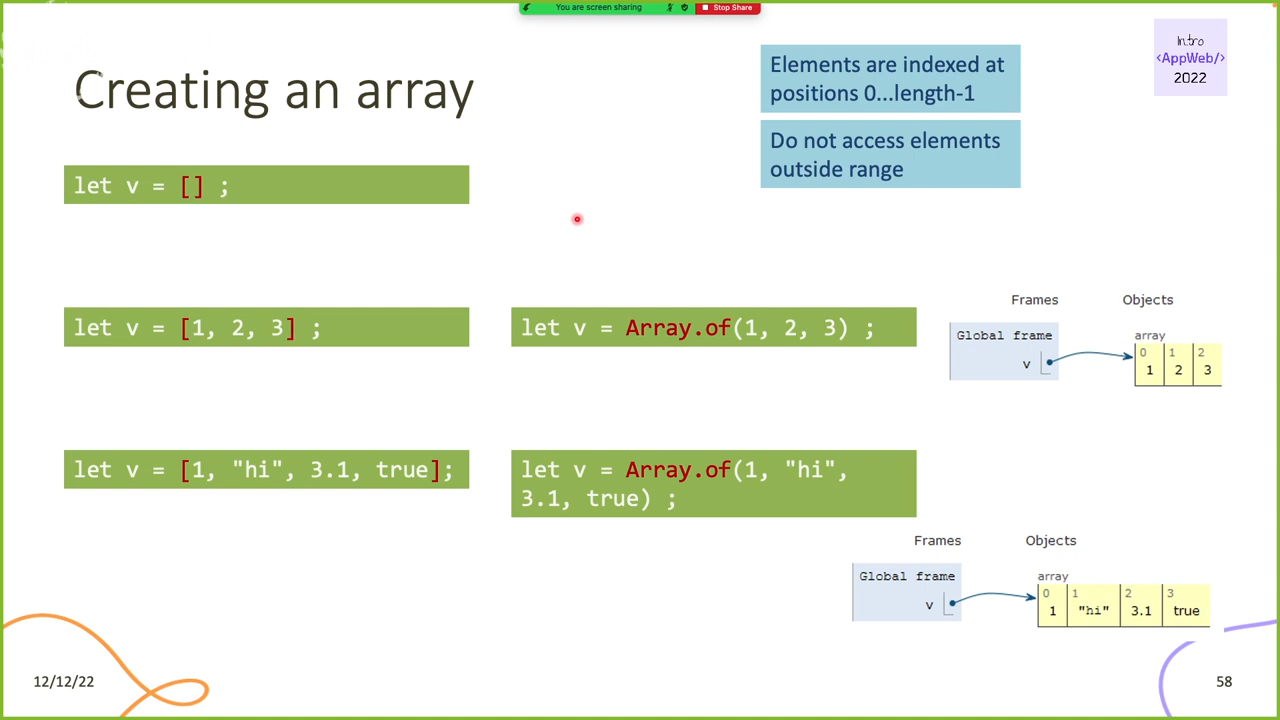 You are screen sharing
Stop Share
Intro
<AppWeb/>
2022
Creating an array
Elements are indexed at
positions 0...length-1
Do not access elements
outside range
let v = [] ;
let v = [1, 2, 3] ;
let v = Array.of(1, 2, 3) ;
Frames Objects
Global frame
v
array
0 1 2
1 2 3
let v = [1, "hi", 3.1, true];
let v = Array.of(1, "hi",
3.1, true) ;
Frames Objects
Global frame
v
array
0 1 2 3
1 "hi" 3.1 true
12/12/22
58